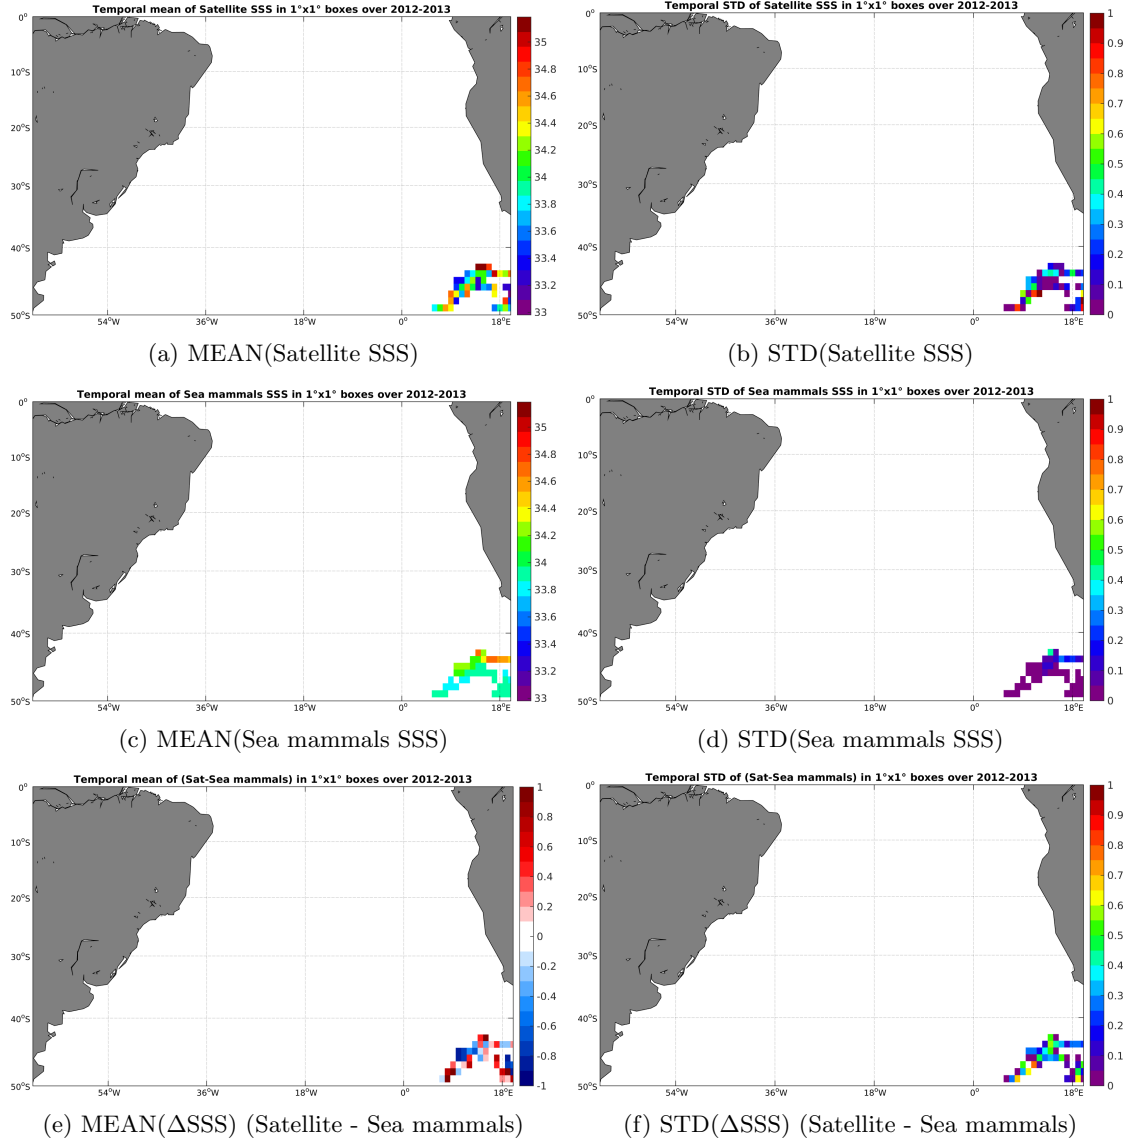 Temporal mean of Satellite SSS in 1°x1° boxes over 2012-2013
0°
10°S
20°S
30°S
40°S
50°S
54°W
36°W
18°W
0°
18°E
35
34.8
34.6
34.4
34.2
34
33.8
33.6
33.4
33.2
33
(a) MEAN(Satellite SSS)
Temporal STD of Satellite SSS in 1°x1° boxes over 2012-2013
0°
10°S
20°S
30°S
40°S
50°S
54°W
36°W
18°W
0°
18°E
1
0.9
0.8
0.7
0.6
0.5
0.4
0.3
0.2
0.1
0
(b) STD(Satellite SSS)
Temporal mean of Sea mammals SSS in 1°x1° boxes over 2012-2013
0°
10°S
20°S
30°S
40°S
50°S
54°W
36°W
18°W
0°
18°E
35
34.8
34.6
34.4
34.2
34
33.8
33.6
33.4
33.2
33
(c) MEAN(Sea mammals SSS)
Temporal STD of Sea mammals SSS in 1°x1° boxes over 2012-2013
0°
10°S
20°S
30°S
40°S
50°S
54°W
36°W
18°W
0°
18°E
1
0.9
0.8
0.7
0.6
0.5
0.4
0.3
0.2
0.1
0
(d) STD(Sea mammals SSS)
Temporal mean of (Sat-Sea mammals) in 1°x1° boxes over 2012-2013
0°
10°S
20°S
30°S
40°S
50°S
54°W
36°W
18°W
0°
18°E
1
0.8
0.6
0.4
0.2
0
-0.2
-0.4
-0.6
-0.8
-1
(e) MEAN(ΔSSS) (Satellite - Sea mammals)
Temporal STD of (Sat-Sea mammals) in 1°x1° boxes over 2012-2013
0°
10°S
20°S
30°S
40°S
50°S
54°W
36°W
18°W
0°
18°E
1
0.9
0.8
0.7
0.6
0.5
0.4
0.3
0.2
0.1
0
(f) STD(ΔSSS) (Satellite - Sea mammals)